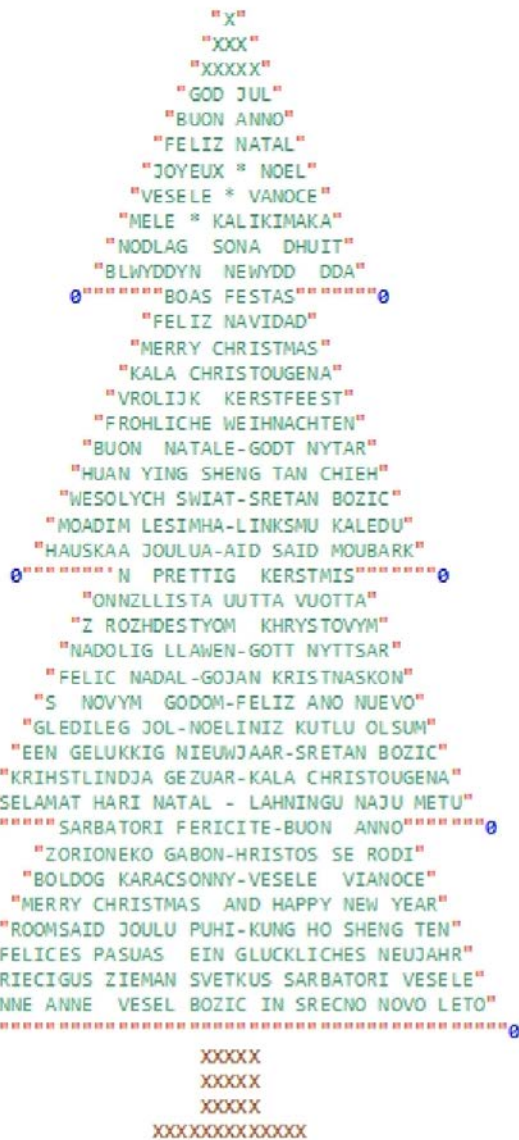 "X"
"XXX"
"XXXXX"
"GOD JUL"
"BUON ANNO"
"FELIZ NATAL"
"JOYEUX * NOEL"
"VESELE * VANOCE"
"MELE * KALIKIMAKA"
"NODLAG  SONA  DHUIT"
"BLWYDDYN  NEWYDD  DDA"
0"""""""BOAS FESTAS"""""""0
"FELIZ NAVIDAD"
"MERRY CHRISTMAS"
"KALA CHRISTOUGENA"
"VROLIJK  KERSTFEEST"
"FROHLICHE WEIHNACHTEN"
"BUON  NATALE-GODT NYTAR"
"HUAN YING SHENG TAN CHIEH"
"WESOLYCH SWIAT-SRETAN BOZIC"
"MOADIM LESIMHA-LINKSMU KALEDU"
"HAUSKAA JOULUA-AID SAID MOUBARK"
0"""""""'N  PRETTIG  KERSTMIS"""""""0
"ONNZLLISTA UUTTA VUOTTA"
"Z ROZHDESTYOM  KHRYSTOVYM"
"NADOLIG LLAWEN-GOTT NYTTSAR"
"FELIC NADAL-GOJAN KRISTNASKON"
"S  NOVYM  GODOM-FELIZ ANO NUEVO"
"GLEDILEG JOL-NOELINIZ KUTLU OLSUM"
"EEN GELUKKIG NIEUWJAAR-SRETAN BOZIC"
"KRIHSTLINDJA GEZUAR-KALA CHRISTOUGENA"
SELAMAT HARI NATAL - LAHNINGU NAJU METU"
"""""SARBATORI FERICITE-BUON  ANNO"""""""0
"ZORIONEKO GABON-HRISTOS SE RODI"
"BOLDOG KARACSONNY-VESELE  VIANOCE"
"MERRY CHRISTMAS  AND HAPPY NEW YEAR"
"ROOMSAID JOULU PUHI-KUNG HO SHENG TEN"
FELICES PASUAS  EIN GLUCKLICHES NEUJAHR"
RIECIGUS ZIEMAN SVETKUS SARBATORI VESELE"
NNE ANNE  VESEL BOZIC IN SRECNO NOVO LETO"
"""""""""""""""""""""""""""""""""""""""""""0
XXXXX
XXXXX
XXXXX
XXXXXXXXXXXXX